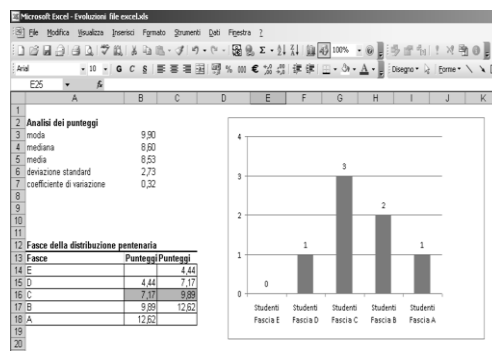 Microsoft Excel - Evoluzioni file excel.xls
File Modifica Visualizza Inserisci Formato Strumenti Dati Finestra ?
100%
Arial 10 G C S % 000 € Disegno Forme
E25 fx
A B C D E F G H I J K
1
2 Analisi dei punteggi
3 moda 9,90
4 mediana 8,60
5 media 8,53
6 deviazione standard 2,73
7 coefficiente di variazione 0,32
8
9
10
11
12 Fasce della distribuzione pentenaria
13 Fasce Punteggi Punteggi
14 E 4,44
15 D 4,44 7,17
16 C 7,17 9,89
17 B 9,89 12,62
18 A 12,62
19
20
4
3
2
1
0
0 1 3 2 1
Studenti Studenti Studenti Studenti Studenti
Fascia E Fascia D Fascia C Fascia B Fascia A